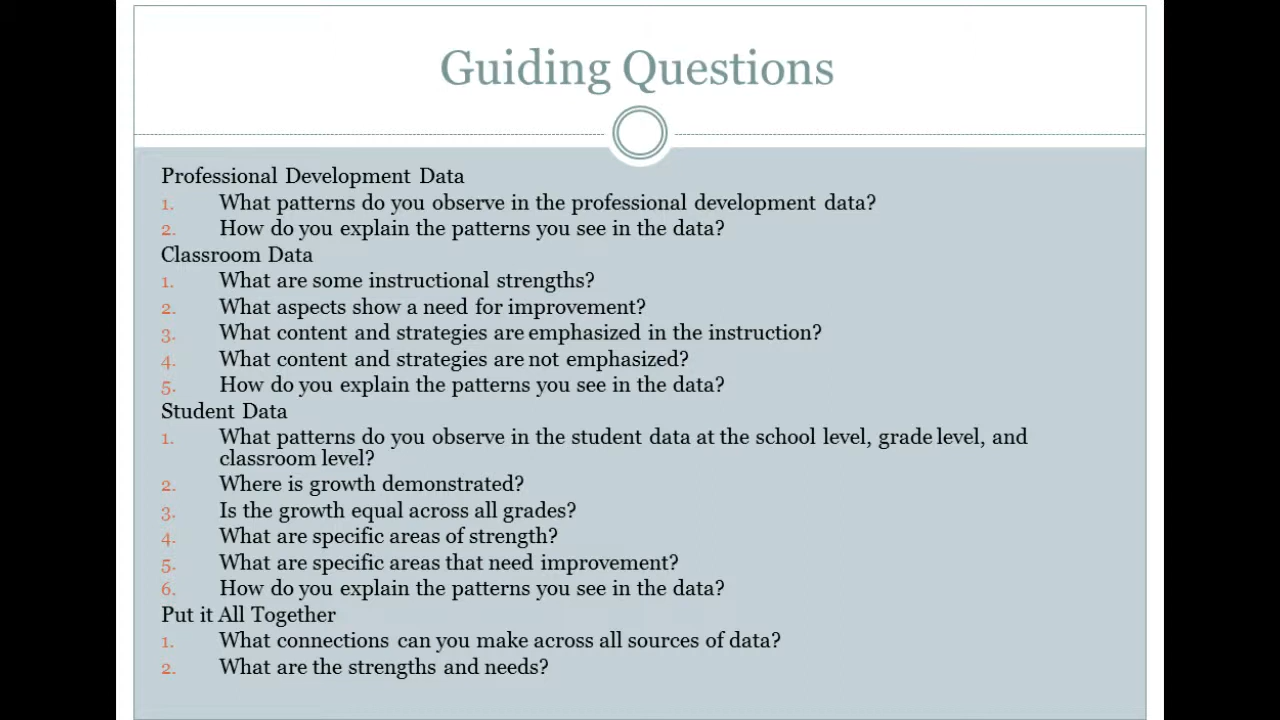 Guiding Questions
Professional Development Data
1. What patterns do you observe in the professional development data?
2. How do you explain the patterns you see in the data?
Classroom Data
1. What are some instructional strengths?
2. What aspects show a need for improvement?
3. What content and strategies are emphasized in the instruction?
4. What content and strategies are not emphasized?
5. How do you explain the patterns you see in the data?
Student Data
1. What patterns do you observe in the student data at the school level, grade level, and
classroom level?
2. Where is growth demonstrated?
3. Is the growth equal across all grades?
4. What are specific areas of strength?
5. What are specific areas that need improvement?
6. How do you explain the patterns you see in the data?
Put it All Together
1. What connections can you make across all sources of data?
2. What are the strengths and needs?